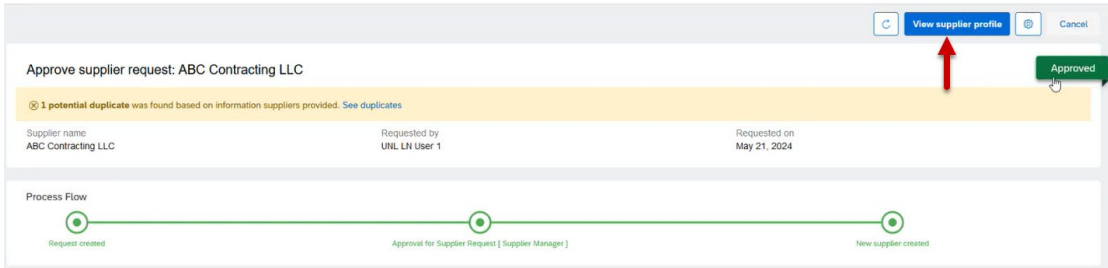 View supplier profile
Cancel
Approve supplier request: ABC Contracting LLC
Approved
1 potential duplicate was found based on information suppliers provided. See duplicates
Supplier name
Requested by
Requested on
ABC Contracting LLC
UNL LN User 1
May 21, 2024
Process Flow
Request created
Approval for Supplier Request [ Supplier Manager ]
New supplier created